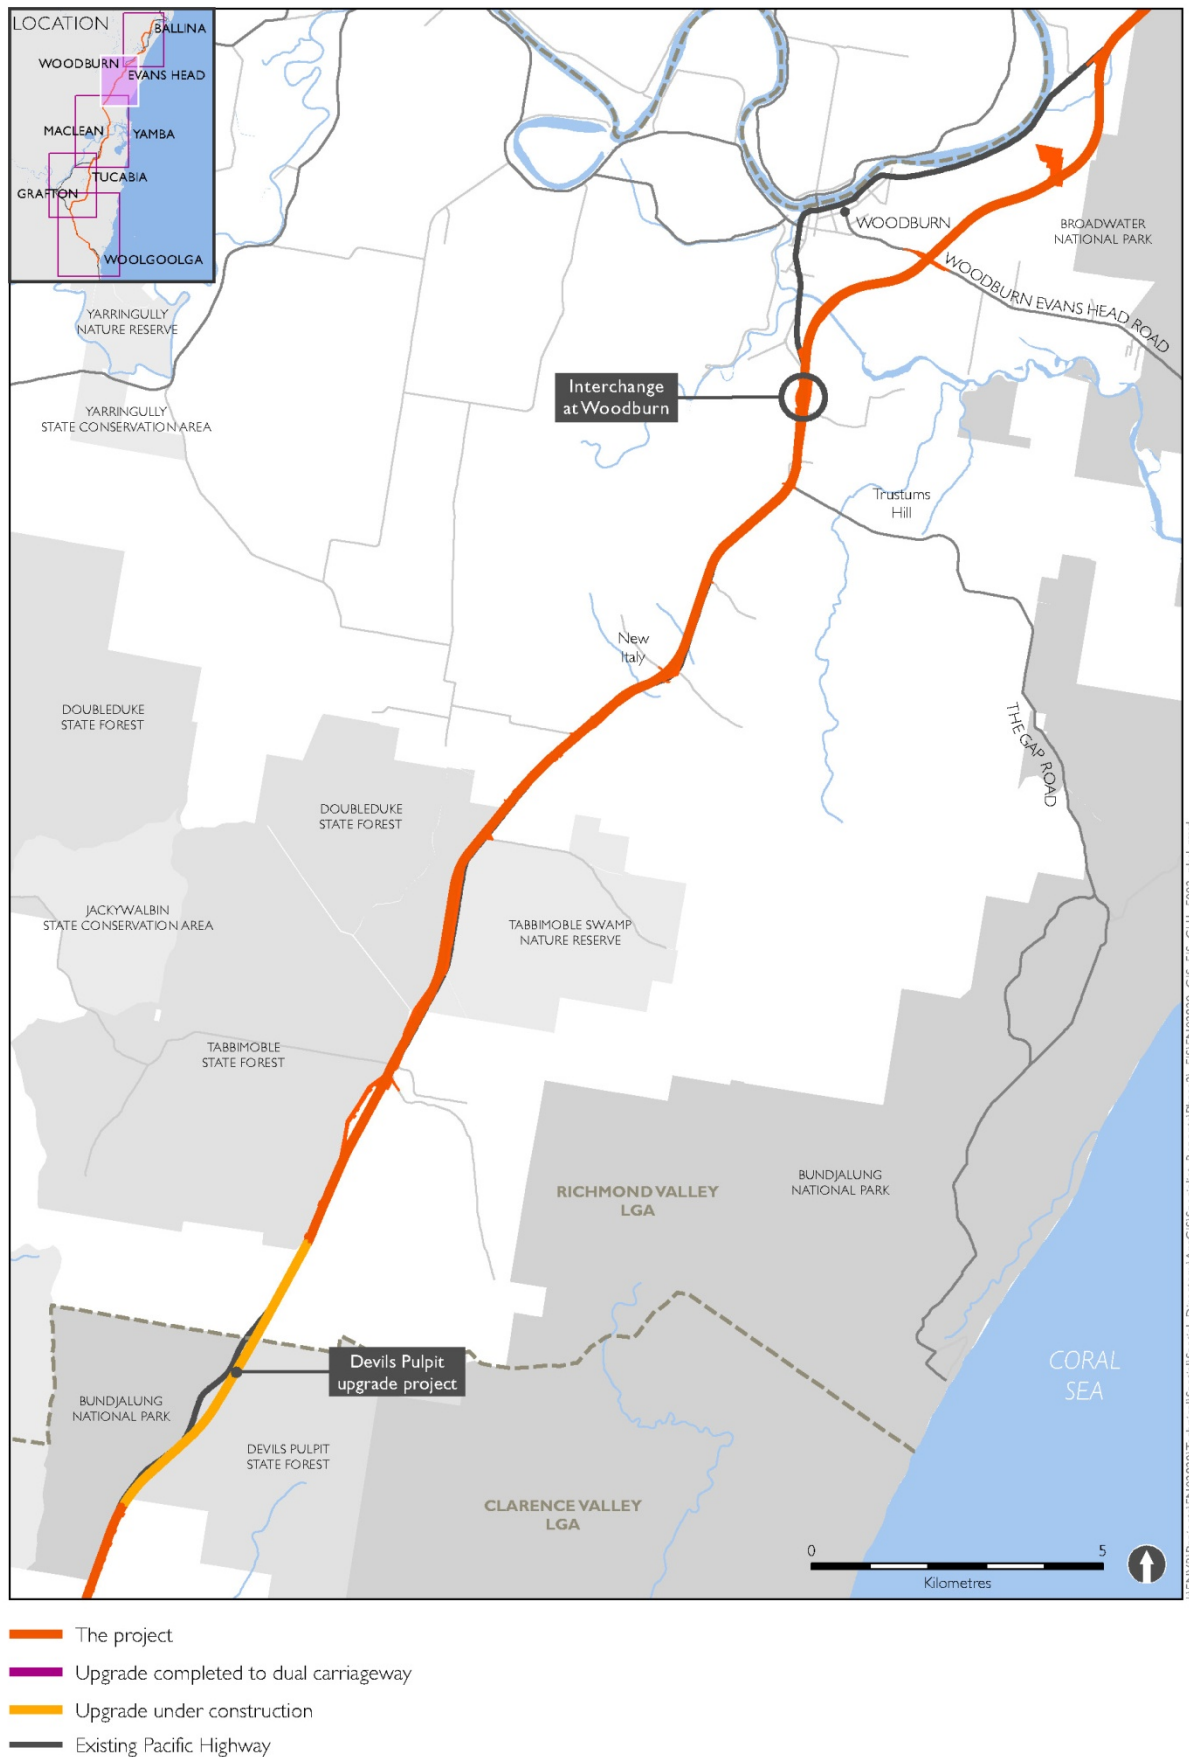 LOCATION
BALLINA
WOODBURN
EVANS HEAD
MACLEAN
YAMBA
TUCABIA
GRAFTON
WOOLGOOLGA
WOODBURN
BROADWATER
NATIONAL PARK
WOODBURN EVANS HEAD ROAD
YARRINGULLY
NATURE RESERVE
Interchange
at Woodburn
YARRINGULLY
STATE CONSERVATION AREA
Trustums
Hill
New
Italy
DOUBLEDUKE
STATE FOREST
THE GAP ROAD
DOUBLEDUKE
STATE FOREST
JACKYWALBIN
STATE CONSERVATION AREA
TABBIMOBLE SWAMP
NATURE RESERVE
TABBIMOBLE
STATE FOREST
BUNDJALUNG
NATIONAL PARK
RICHMOND VALLEY
LGA
Devils Pulpit
upgrade project
CORAL
SEA
BUNDJALUNG
NATIONAL PARK
DEVILS PULPIT
STATE FOREST
CLARENCE VALLEY
LGA
0 5
Kilometres
The project
Upgrade completed to dual carriageway
Upgrade under construction
Existing Pacific Highway